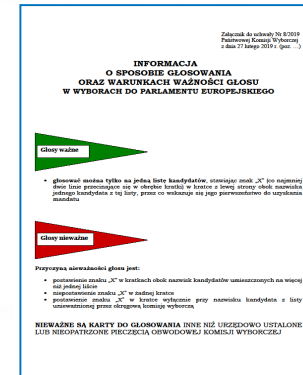 Załącznik do uchwały Nr 8/2019
Państwowej Komisji Wyborczej
z dnia 27 lutego 2019 r. (poz. ...)
INFORMACJA
O SPOSOBIE GŁOSOWANIA
ORAZ WARUNKACH WAŻNOŚCI GŁOSU
W WYBORACH DO PARLAMENTU EUROPEJSKIEGO
Głosy ważne
• głosować można tylko na jedną listę kandydatów, stawiając znak „X” (co najmniej
dwie linie przecinające się w obrębie kratki) w kratce z lewej strony obok nazwiska
jednego kandydata z tej listy, przez co wskazuje się jego pierwszeństwo do uzyskania
mandatu
Głosy nieważne
Przyczyną nieważności głosu jest:
• postawienie znaku „X” w kratkach obok nazwisk kandydatów umieszczonych na więcej
niż jednej liście
• niepostawienie znaku „X” w żadnej kratce
• postawienie znaku „X” w kratce wyłącznie przy nazwisku kandydata z listy
unieważnionej przez okręgową komisję wyborczą
NIEWAŻNE SĄ KARTY DO GŁOSOWANIA INNE NIŻ URZĘDOWO USTALONE
LUB NIEOPATRZONE PIECZĘCIĄ OBWODOWEJ KOMISJI WYBORCZEJ